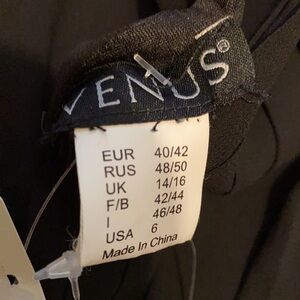 VENUS®
EUR 40/42
RUS 48/50
UK 14/16
F/B 42/44
I 46/48
USA 6
Made In China